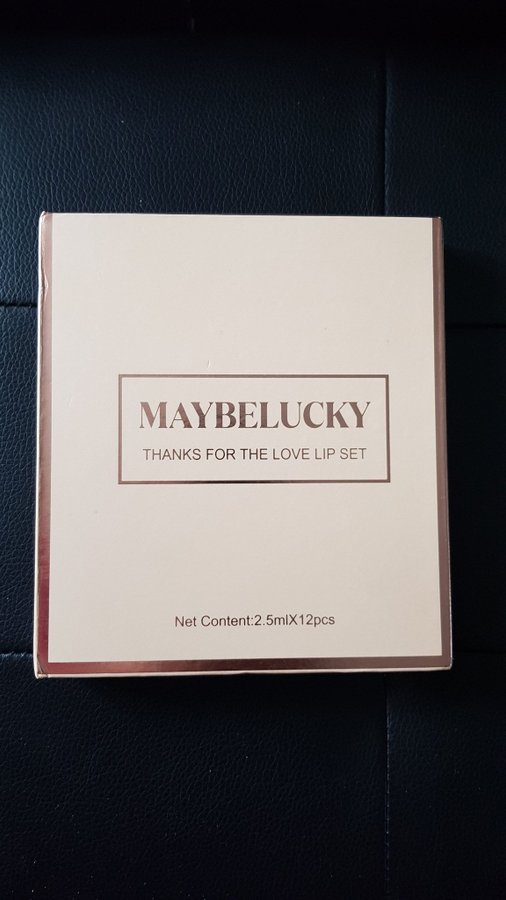 MAYBELUCKY
THANKS FOR THE LOVE LIP SET
Net Content:2.5mlX12pcs